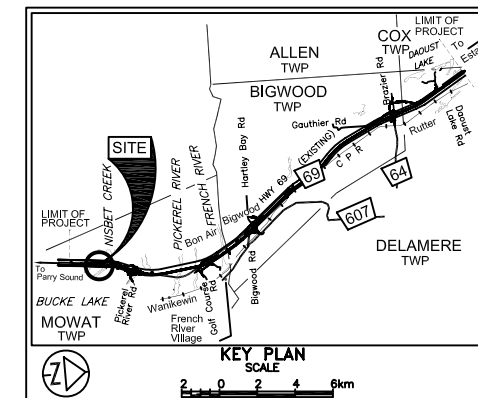 LIMIT OF
PROJECT
COX
TWP
DAOUST
LAKE
To
Esta
ALLEN
TWP
BIGWOOD
TWP
Brazier Rd
Gauthier Rd
Hartley Bay Rd
(EXISTING)
HWY 69
69
C P R
Rutter
Daoust
Lake Rd
64
607
DELAMERE
TWP
SITE
NISBET CREEK
PICKEREL RIVER
FRENCH RIVER
Bon Air
Bigwood
LIMIT OF
PROJECT
To
Parry Sound
BUCKE LAKE
MOWAT
TWP
Pickerel
River Rd
Wanikewin
French
River
Village
Golf Course
Rd
Bigwood Rd
Z
KEY PLAN
SCALE
2 0 2 4 6km